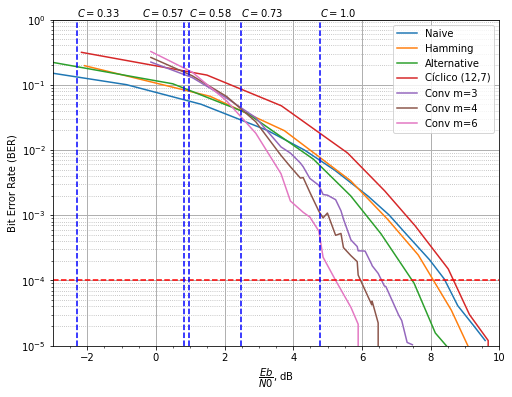 C = 0.33 C = 0.57 C = 0.58 C = 0.73 C = 1.0
10^0
10^−1
10^−2
10^−3
10^−4
10^−5
Bit Error Rate (BER)
Naive
Hamming
Alternative
Cíclico (12,7)
Conv m=3
Conv m=4
Conv m=6
−2 0 2 4 6 8 10
Eb/N0, dB